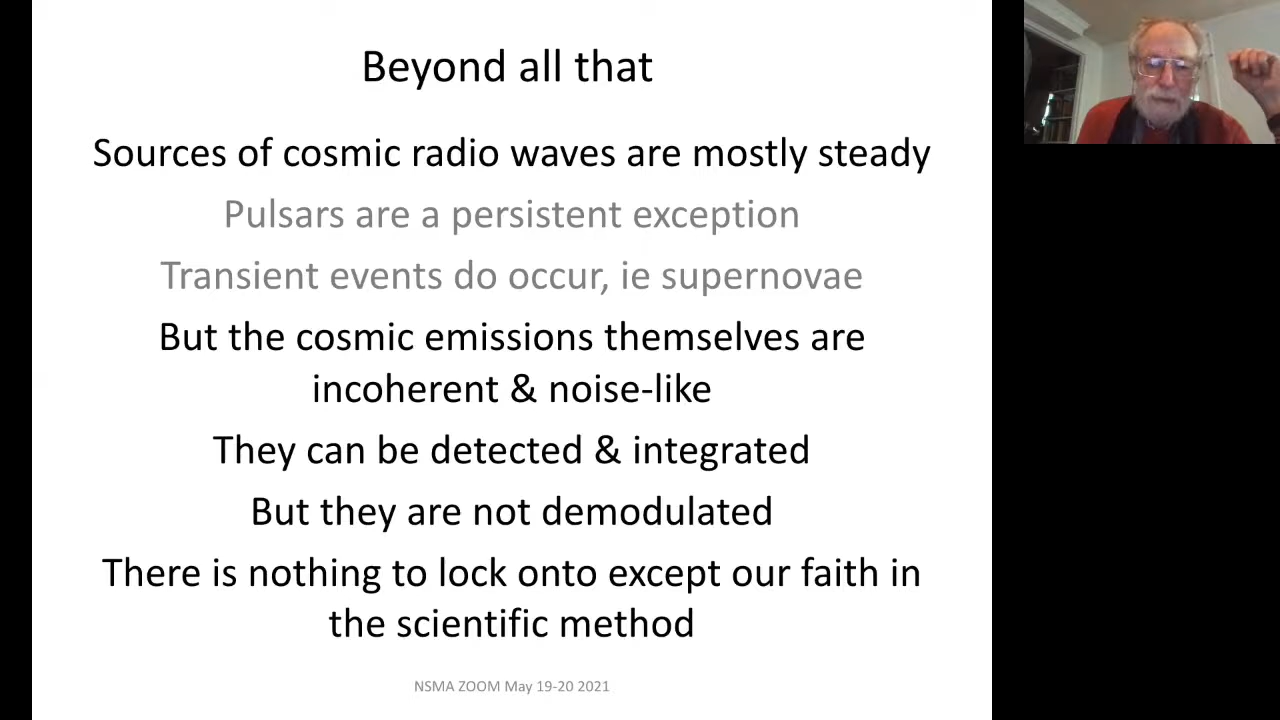 Beyond all that
Sources of cosmic radio waves are mostly steady
Pulsars are a persistent exception
Transient events do occur, ie supernovae
But the cosmic emissions themselves are
incoherent & noise-like
They can be detected & integrated
But they are not demodulated
There is nothing to lock onto except our faith in
the scientific method
NSMA ZOOM May 19-20 2021